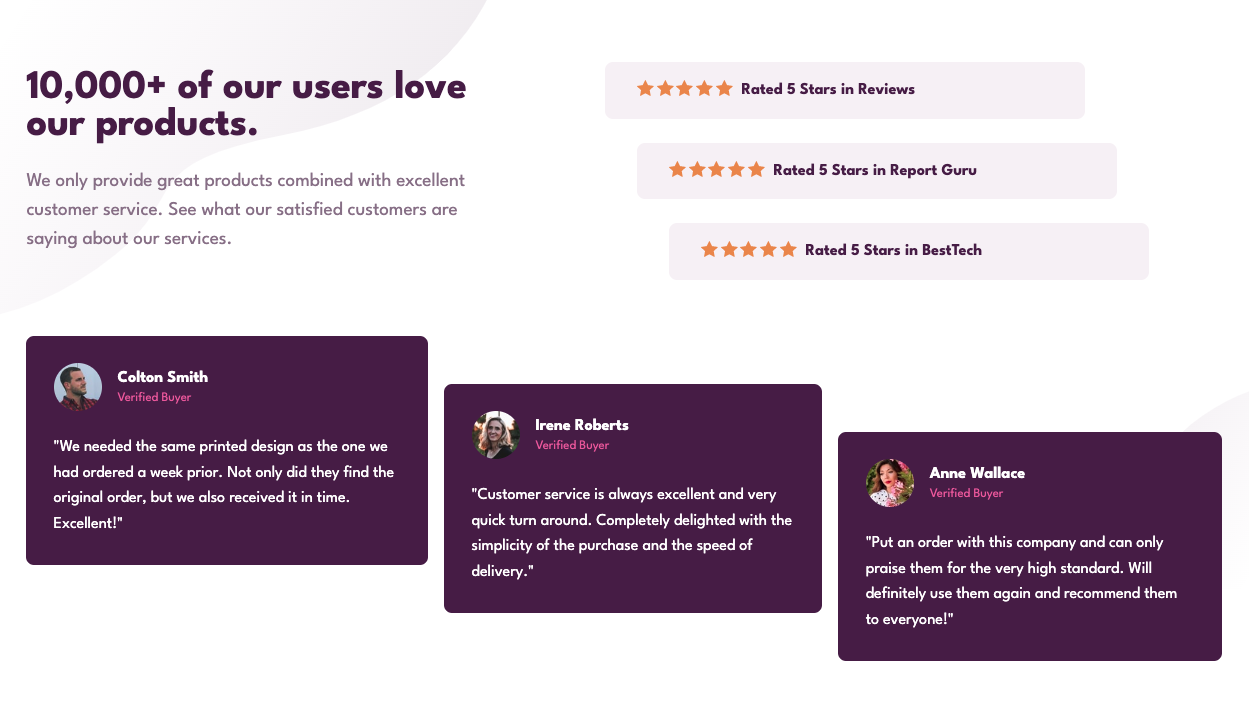 10,000+ of our users love
our products.
We only provide great products combined with excellent
customer service. See what our satisfied customers are
saying about our services.
Rated 5 Stars in Reviews
Rated 5 Stars in Report Guru
Rated 5 Stars in BestTech
Colton Smith
Verified Buyer
"We needed the same printed design as the one we
had ordered a week prior. Not only did they find the
original order, but we also received it in time.
Excellent!"
Irene Roberts
Verified Buyer
"Customer service is always excellent and very
quick turn around. Completely delighted with the
simplicity of the purchase and the speed of
delivery."
Anne Wallace
Verified Buyer
"Put an order with this company and can only
praise them for the very high standard. Will
definitely use them again and recommend them
to everyone!"